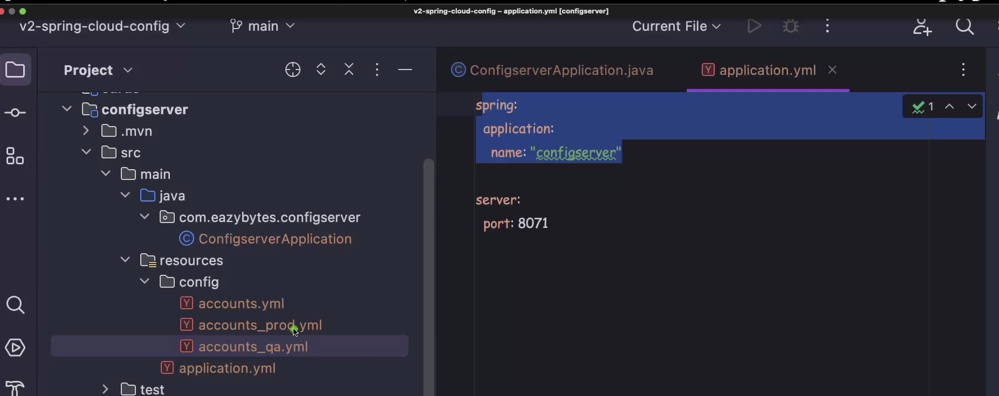 v2-spring-cloud-config – application.yml [configserver]
v2-spring-cloud-config
main
Current File
Project
ConfigserverApplication.java
application.yml
configserver
.mvn
src
main
java
com.eazybytes.configserver
ConfigserverApplication
resources
config
accounts.yml
accounts_prod.yml
accounts_qa.yml
application.yml
test
spring:
application:
name: "configserver"
server:
port: 8071
1